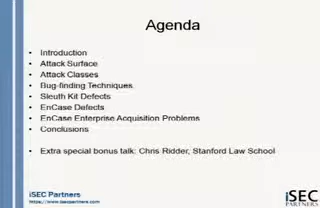 Agenda
• Introduction
• Attack Surface
• Attack Classes
• Bug-finding Techniques
• Sleuth Kit Defects
• EnCase Defects
• EnCase Enterprise Acquisition Problems
• Conclusions
• Extra special bonus talk: Chris Ridder, Stanford Law School
iSEC Partners
https://www.isecpartners.com
iSEC
PARTNERS